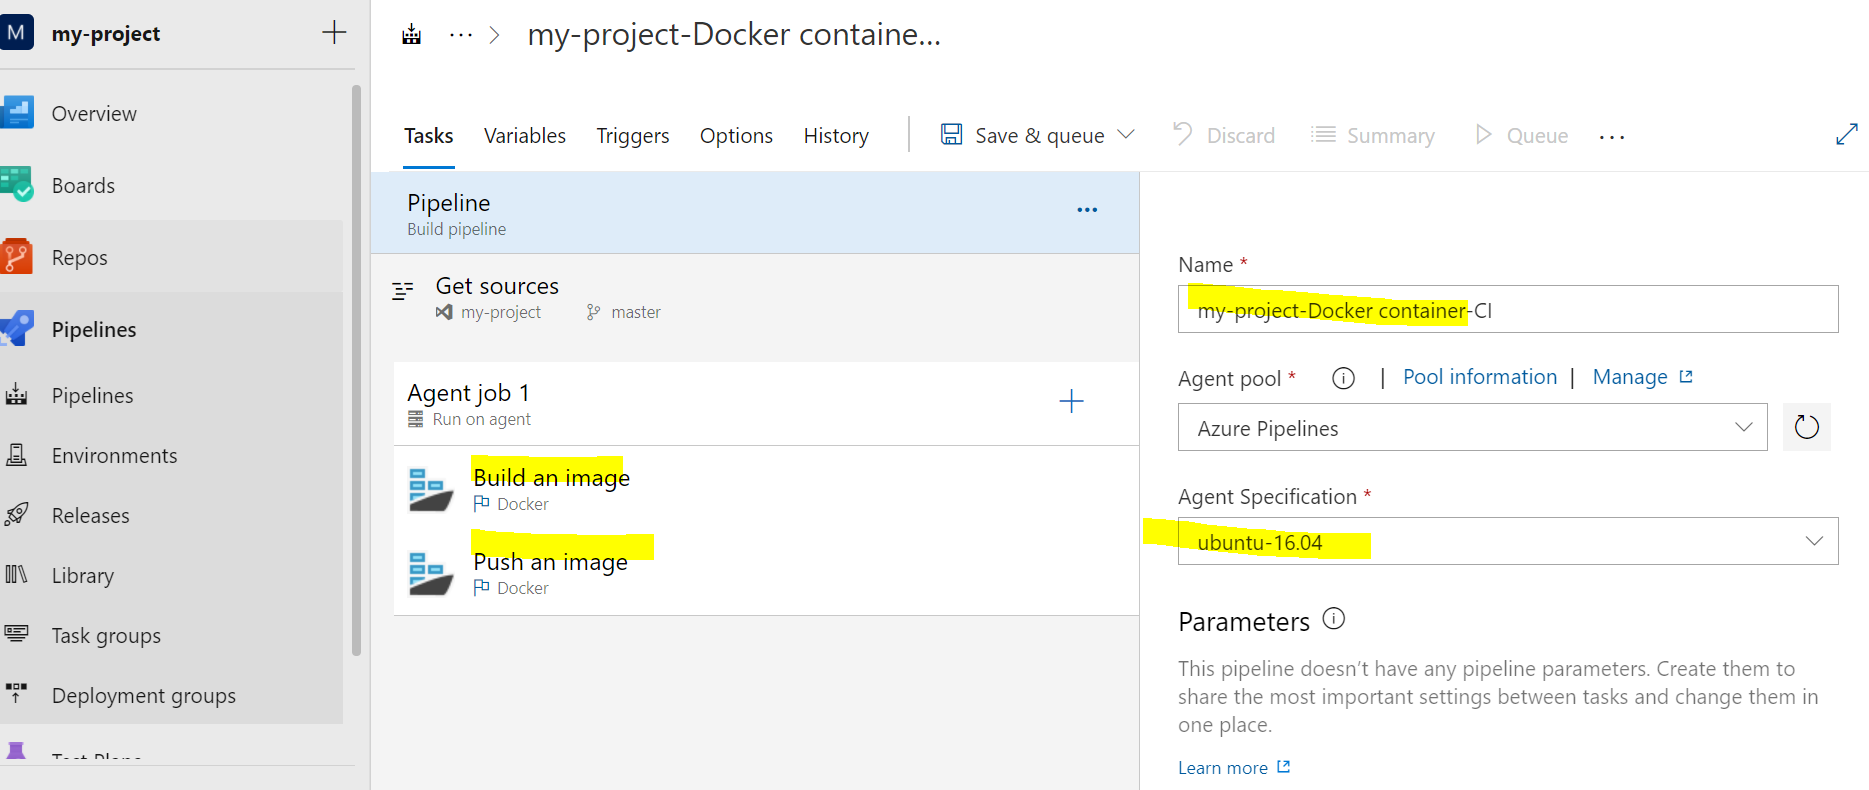 M my-project
Overview
Boards
Repos
Pipelines
Pipelines
Environments
Releases
Library
Task groups
Deployment groups
Test Plans
... > my-project-Docker containe...
Tasks Variables Triggers Options History Save & queue Discard Summary Queue ...
Pipeline
Build pipeline
Get sources
my-project master
Agent job 1
Run on agent
Build an image
Docker
Push an image
Docker
Name *
my-project-Docker container-CI
Agent pool * | Pool information | Manage
Azure Pipelines
Agent Specification *
ubuntu-16.04
Parameters
This pipeline doesn't have any pipeline parameters. Create them to
share the most important settings between tasks and change them in
one place.
Learn more